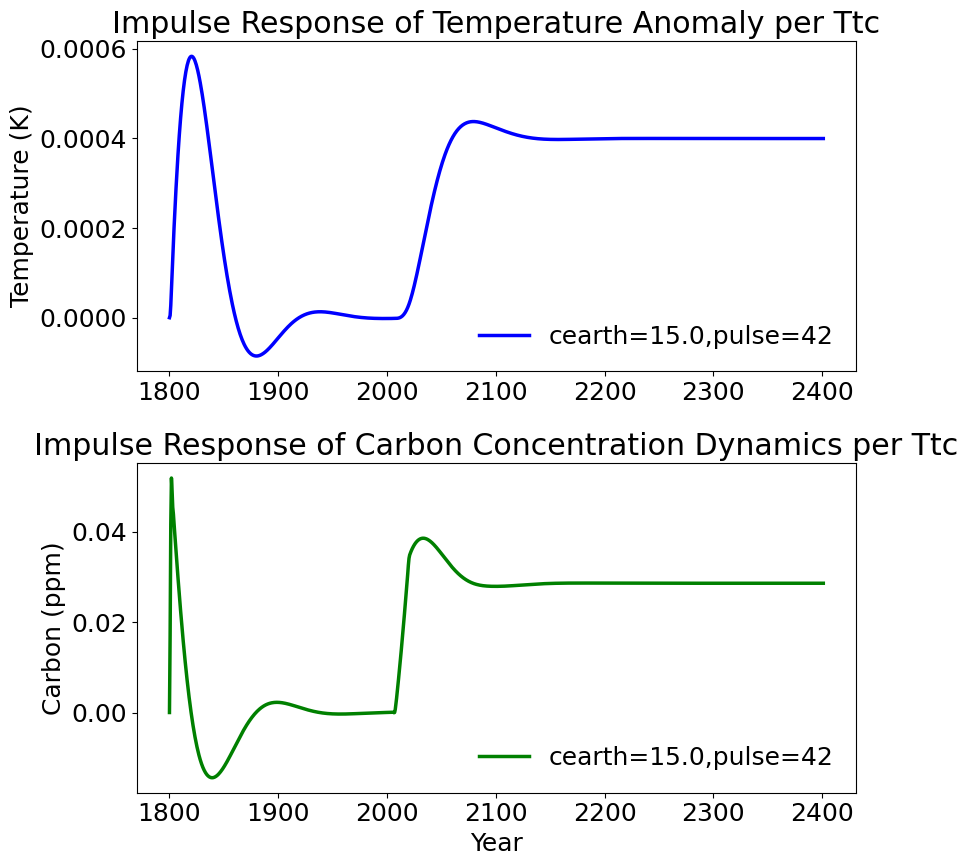 Impulse Response of Temperature Anomaly per Ttc
Temperature (K)
0.0006
0.0004
0.0002
0.0000
cearth=15.0,pulse=42
1800 1900 2000 2100 2200 2300 2400
Impulse Response of Carbon Concentration Dynamics per Ttc
Carbon (ppm)
0.04
0.02
0.00
cearth=15.0,pulse=42
1800 1900 2000 2100 2200 2300 2400
Year